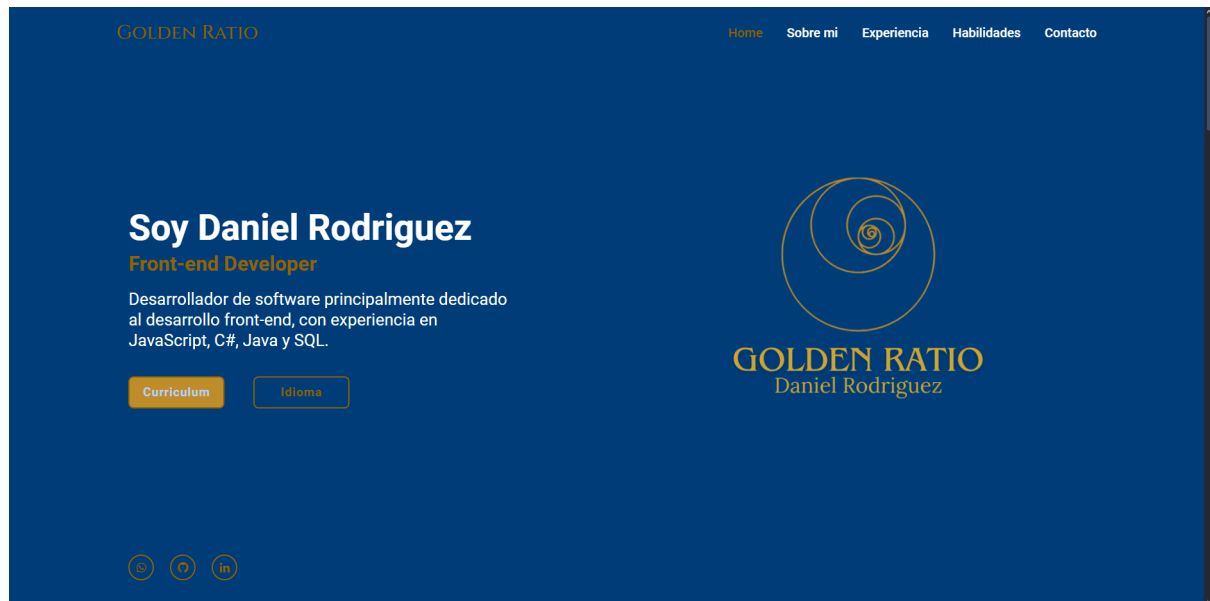 GOLDEN RATIO
Home Sobre mi Experiencia Habilidades Contacto
Soy Daniel Rodriguez
Front-end Developer
Desarrollador de software principalmente dedicado
al desarrollo front-end, con experiencia en
JavaScript, C#, Java y SQL.
Curriculum Idioma
GOLDEN RATIO
Daniel Rodriguez
in